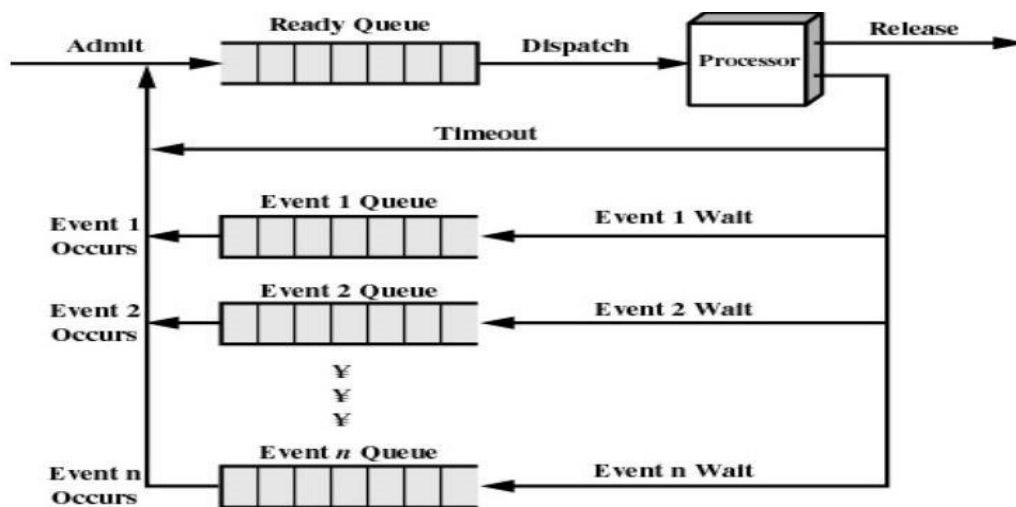 Ready Queue
Admit
Dispatch
Processor
Release
Timeout
Event 1 Queue
Event 1
Occurs
Event 1 Wait
Event 2 Queue
Event 2
Occurs
Event 2 Wait
¥
¥
¥
Event n Queue
Event n
Occurs
Event n Wait